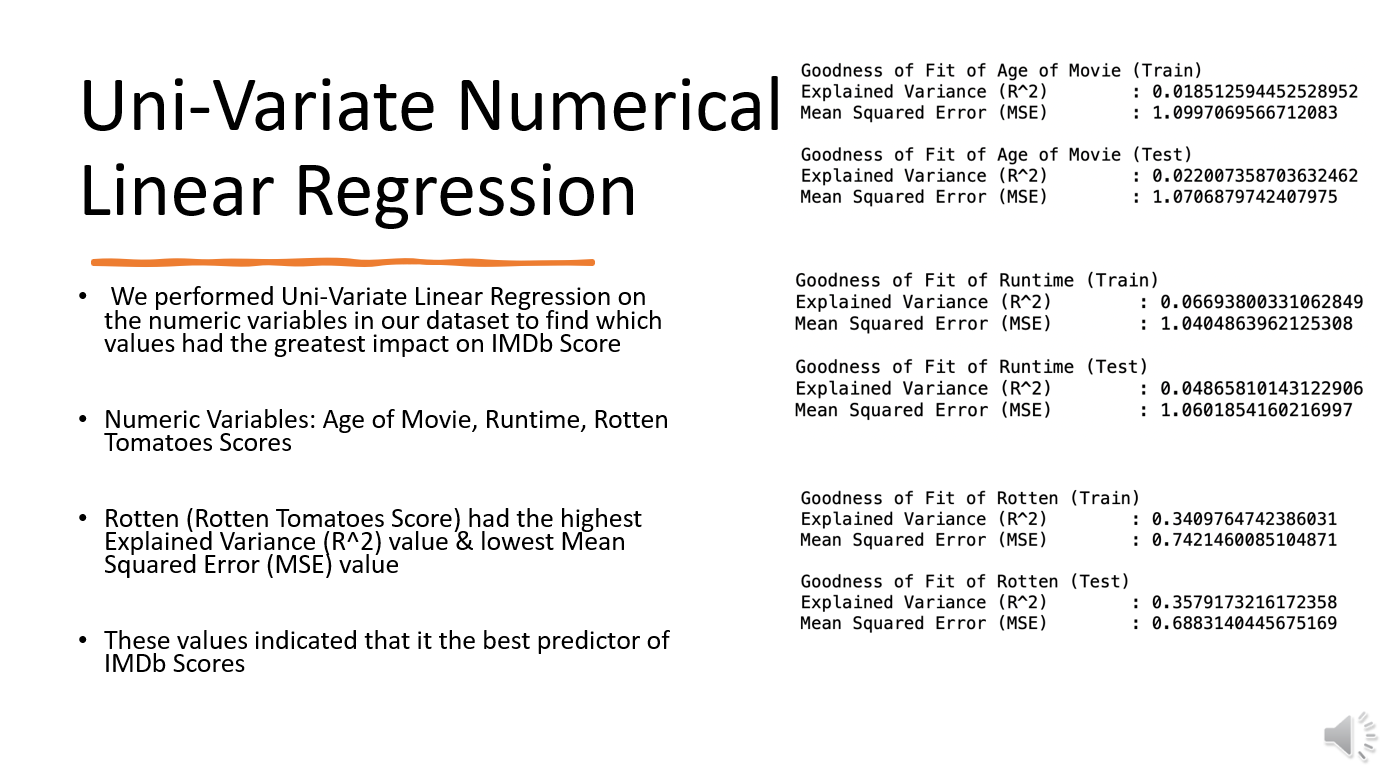 Uni-Variate Numerical
Linear Regression
• We performed Uni-Variate Linear Regression on
the numeric variables in our dataset to find which
values had the greatest impact on IMDb Score
• Numeric Variables: Age of Movie, Runtime, Rotten
Tomatoes Scores
• Rotten (Rotten Tomatoes Score) had the highest
Explained Variance (R^2) value & lowest Mean
Squared Error (MSE) value
• These values indicated that it the best predictor of
IMDb Scores
Goodness of Fit of Age of Movie (Train)
Explained Variance (R^2) : 0.018512594452528952
Mean Squared Error (MSE) : 1.0997069566712083
Goodness of Fit of Age of Movie (Test)
Explained Variance (R^2) : 0.022007358703632462
Mean Squared Error (MSE) : 1.0706879742407975
Goodness of Fit of Runtime (Train)
Explained Variance (R^2) : 0.06693800331062849
Mean Squared Error (MSE) : 1.0404863962125308
Goodness of Fit of Runtime (Test)
Explained Variance (R^2) : 0.04865810143122906
Mean Squared Error (MSE) : 1.0601854160216997
Goodness of Fit of Rotten (Train)
Explained Variance (R^2) : 0.3409764742386031
Mean Squared Error (MSE) : 0.7421460085104871
Goodness of Fit of Rotten (Test)
Explained Variance (R^2) : 0.3579173216172358
Mean Squared Error (MSE) : 0.6883140445675169